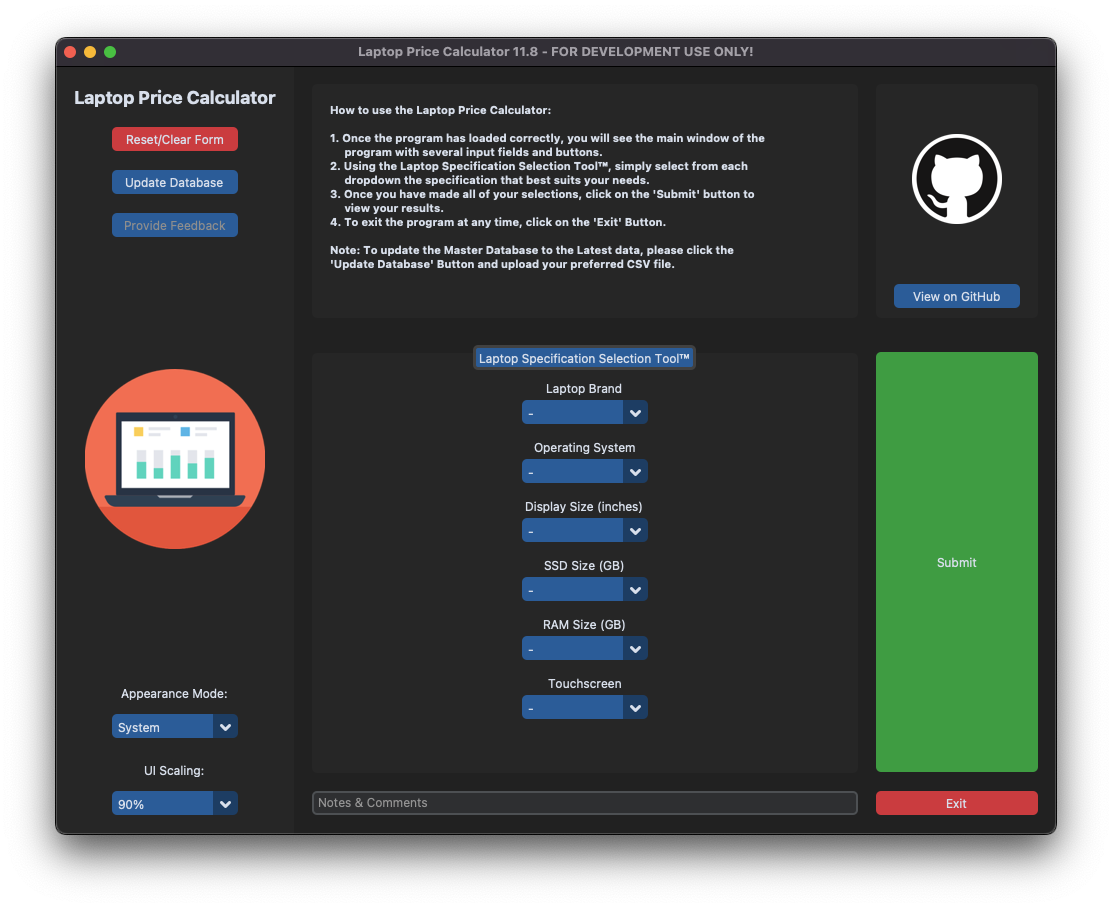 Laptop Price Calculator 11.8 - FOR DEVELOPMENT USE ONLY!
Laptop Price Calculator
Reset/Clear Form
Update Database
Provide Feedback
How to use the Laptop Price Calculator:
1. Once the program has loaded correctly, you will see the main window of the
program with several input fields and buttons.
2. Using the Laptop Specification Selection Tool™, simply select from each
dropdown the specification that best suits your needs.
3. Once you have made all of your selections, click on the 'Submit' button to
view your results.
4. To exit the program at any time, click on the 'Exit' Button.
Note: To update the Master Database to the Latest data, please click the
'Update Database' Button and upload your preferred CSV file.
View on GitHub
Laptop Specification Selection Tool™
Laptop Brand
-
Operating System
-
Display Size (inches)
-
SSD Size (GB)
-
RAM Size (GB)
-
Touchscreen
-
Submit
Appearance Mode:
System
UI Scaling:
90%
Notes & Comments
Exit